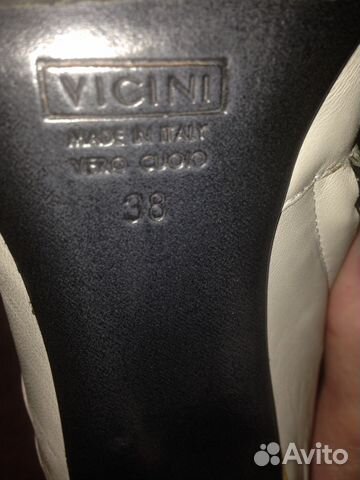 VICINI
MADE IN ITALY
VERO CUOIO
38
Avito